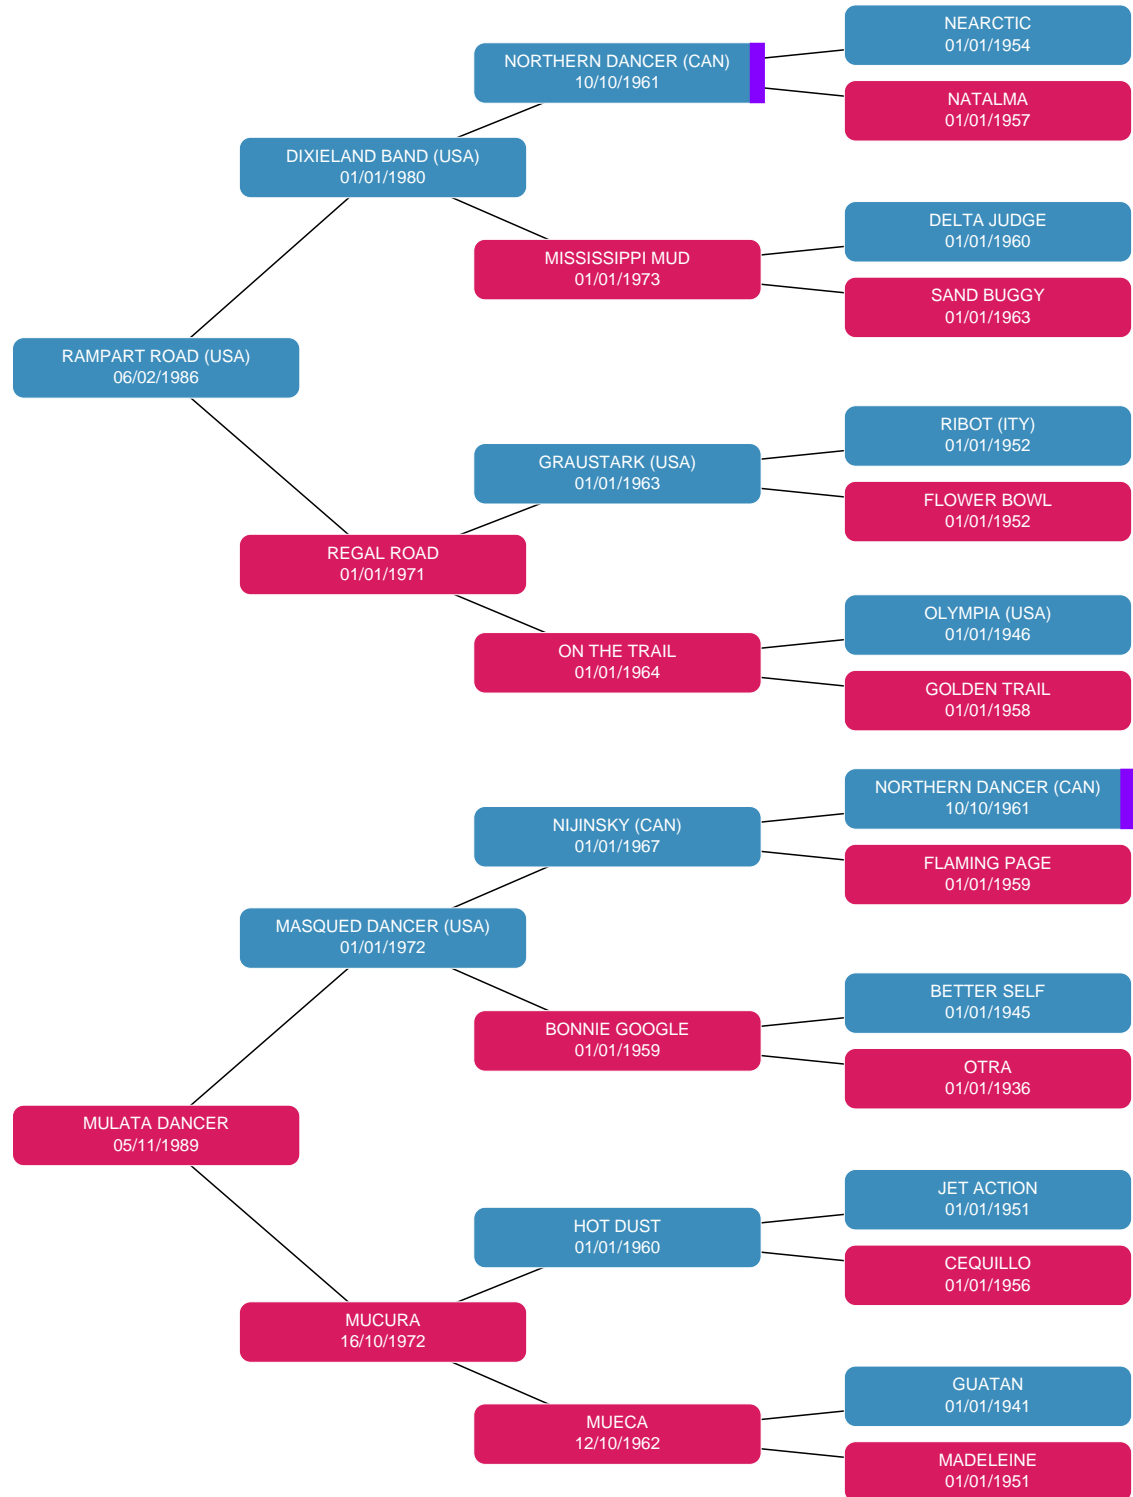 NEARCTIC
01/01/1954
NORTHERN DANCER (CAN)
10/10/1961
NATALMA
01/01/1957
DIXIELAND BAND (USA)
01/01/1980
DELTA JUDGE
01/01/1960
MISSISSIPPI MUD
01/01/1973
SAND BUGGY
01/01/1963
RAMPART ROAD (USA)
06/02/1986
RIBOT (ITY)
01/01/1952
GRAUSTARK (USA)
01/01/1963
FLOWER BOWL
01/01/1952
REGAL ROAD
01/01/1971
OLYMPIA (USA)
01/01/1946
ON THE TRAIL
01/01/1964
GOLDEN TRAIL
01/01/1958
NORTHERN DANCER (CAN)
10/10/1961
NIJINSKY (CAN)
01/01/1967
FLAMING PAGE
01/01/1959
MASQUED DANCER (USA)
01/01/1972
BETTER SELF
01/01/1945
BONNIE GOOGLE
01/01/1959
OTRA
01/01/1936
MULATA DANCER
05/11/1989
JET ACTION
01/01/1951
HOT DUST
01/01/1960
CEQUILLO
01/01/1956
MUCURA
16/10/1972
GUATAN
01/01/1941
MUECA
12/10/1962
MADELEINE
01/01/1951